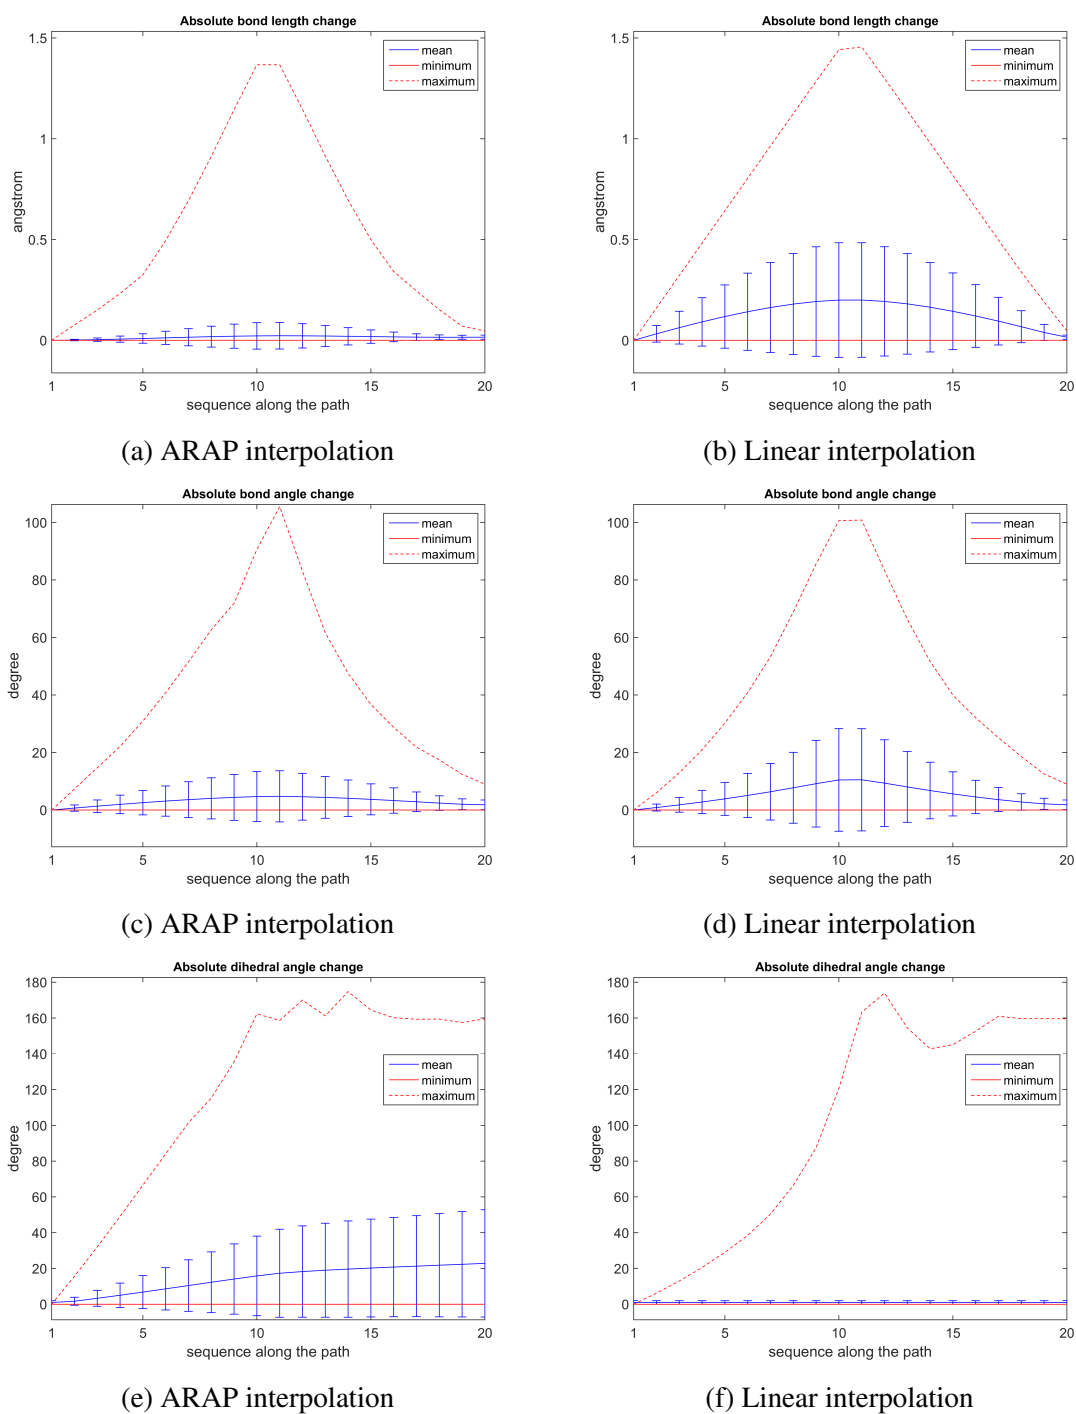 Absolute bond length change
Absolute bond length change
1.5
1
0.5
0
angstrom
mean
minimum
maximum
1 5 10 15 20
sequence along the path
1.5
1
0.5
0
angstrom
mean
minimum
maximum
1 5 10 15 20
sequence along the path
(a) ARAP interpolation
(b) Linear interpolation
Absolute bond angle change
Absolute bond angle change
100
80
60
40
20
0
degree
mean
minimum
maximum
1 5 10 15 20
sequence along the path
100
80
60
40
20
0
degree
mean
minimum
maximum
1 5 10 15 20
sequence along the path
(c) ARAP interpolation
(d) Linear interpolation
Absolute dihedral angle change
Absolute dihedral angle change
180
160
140
120
100
80
60
40
20
0
degree
mean
minimum
maximum
1 5 10 15 20
sequence along the path
180
160
140
120
100
80
60
40
20
0
degree
mean
minimum
maximum
1 5 10 15 20
sequence along the path
(e) ARAP interpolation
(f) Linear interpolation